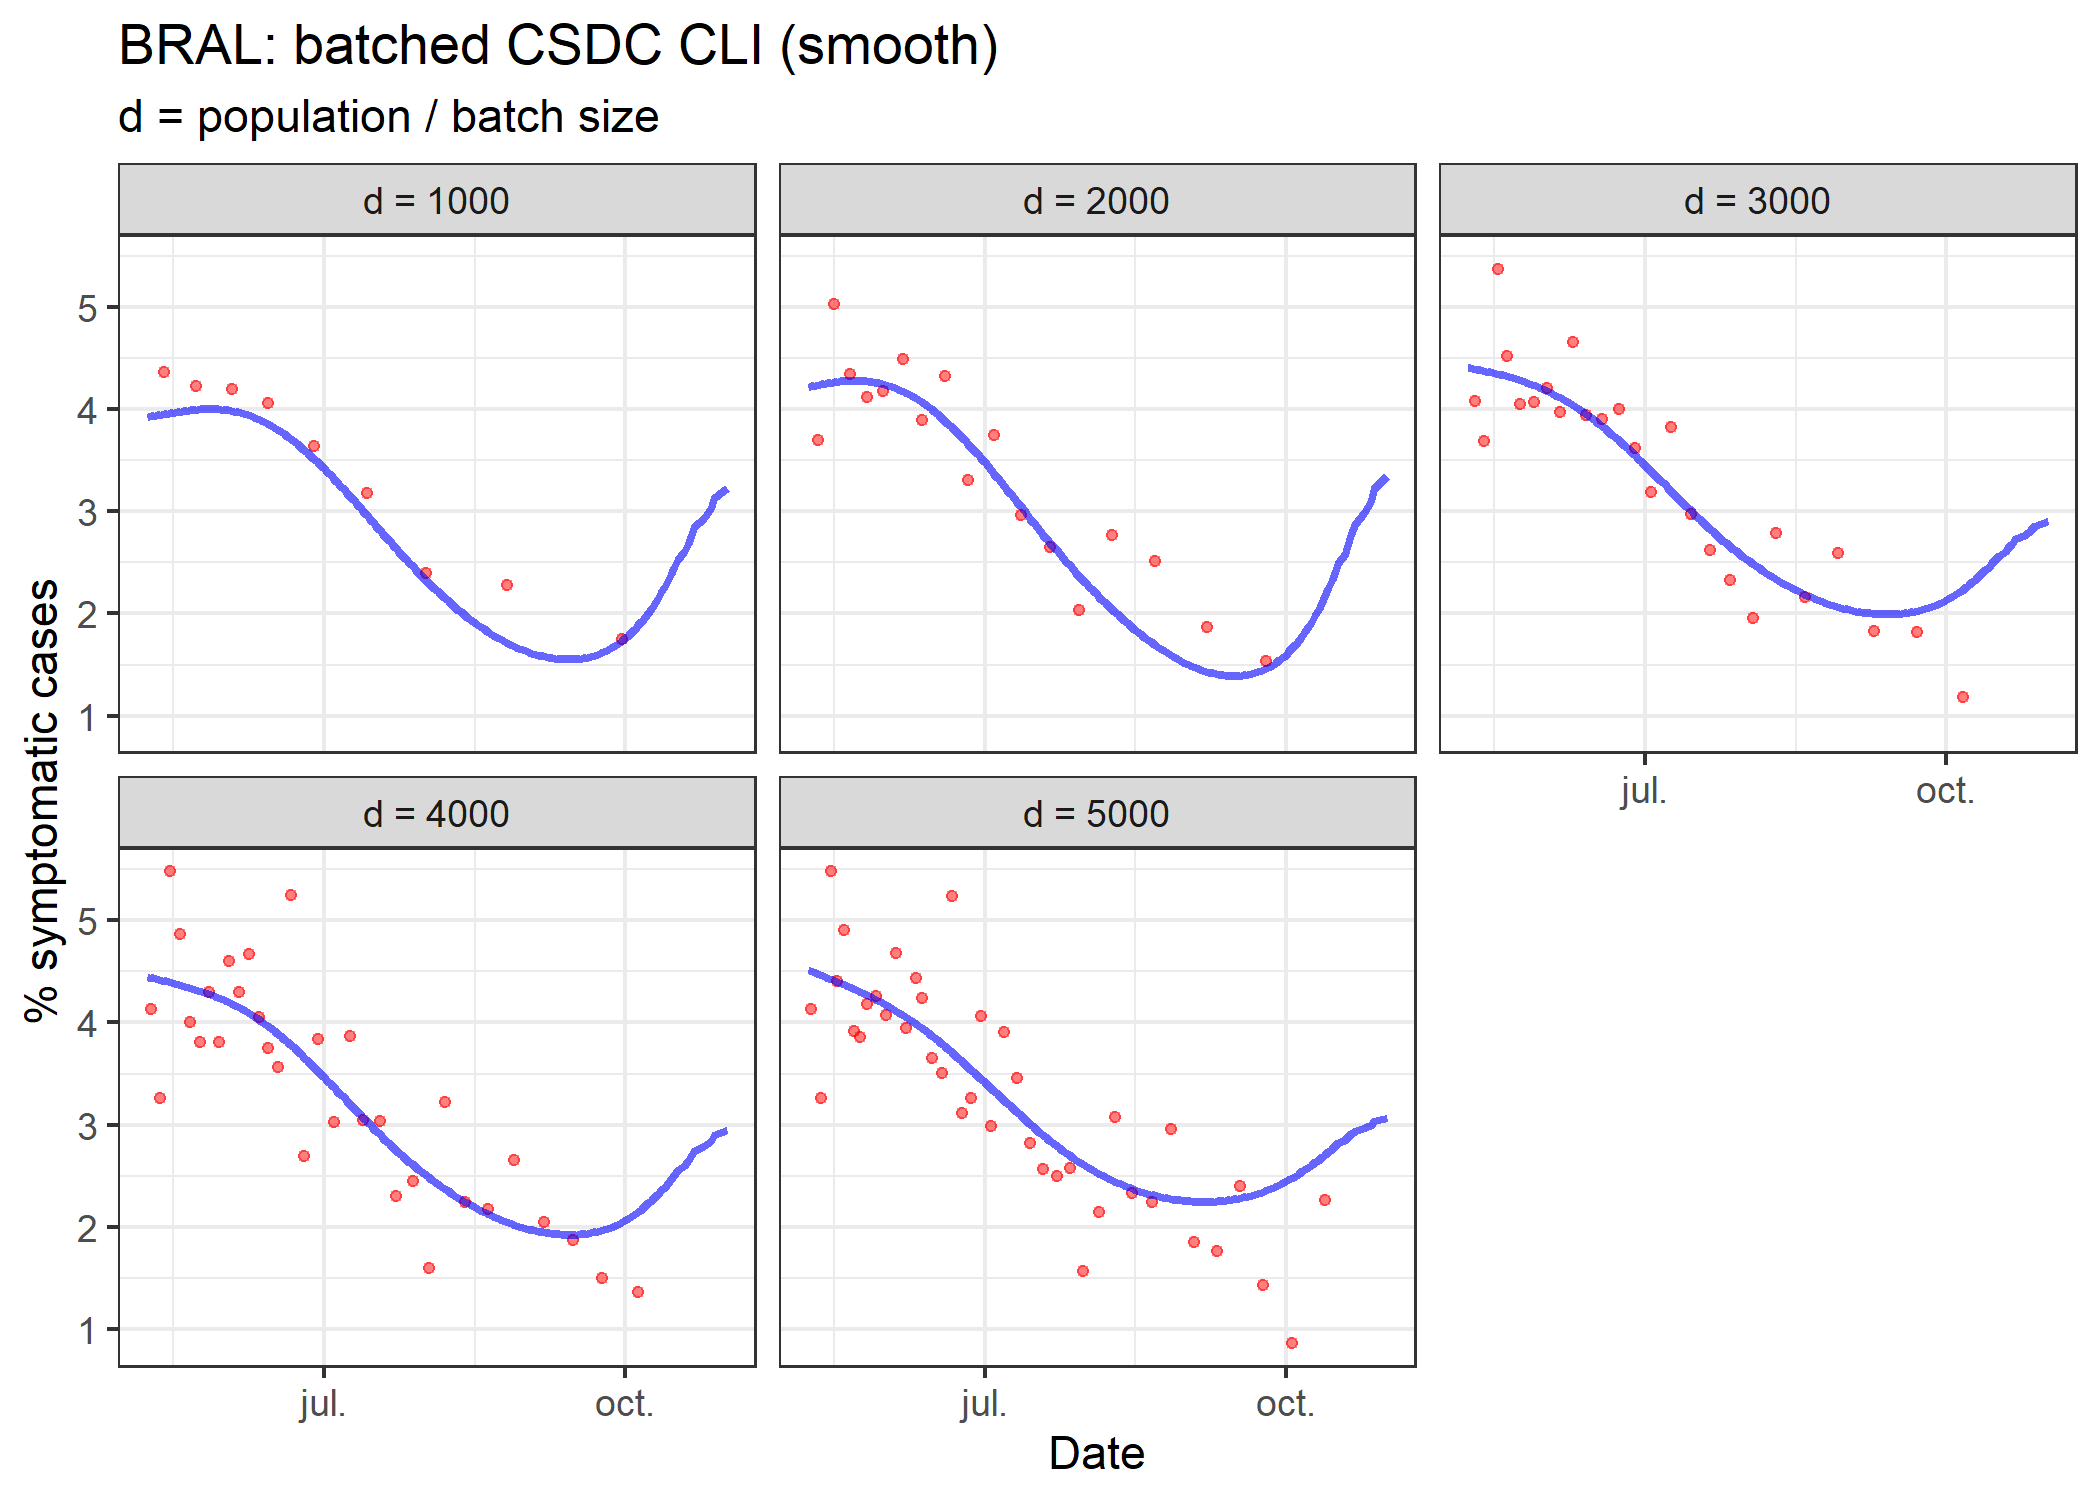 BRAL: batched CSDC CLI (smooth)
d = population / batch size
d = 1000
d = 2000
d = 3000
5
4
3
2
1
jul.
oct.
d = 4000
d = 5000
5
4
3
2
1
jul.
oct.
jul.
oct.
% symptomatic cases
Date